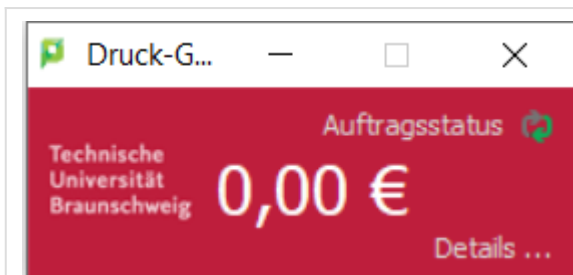 Druck-G...
Auftragsstatus
Technische
Universität
Braunschweig
0,00 €
Details ...